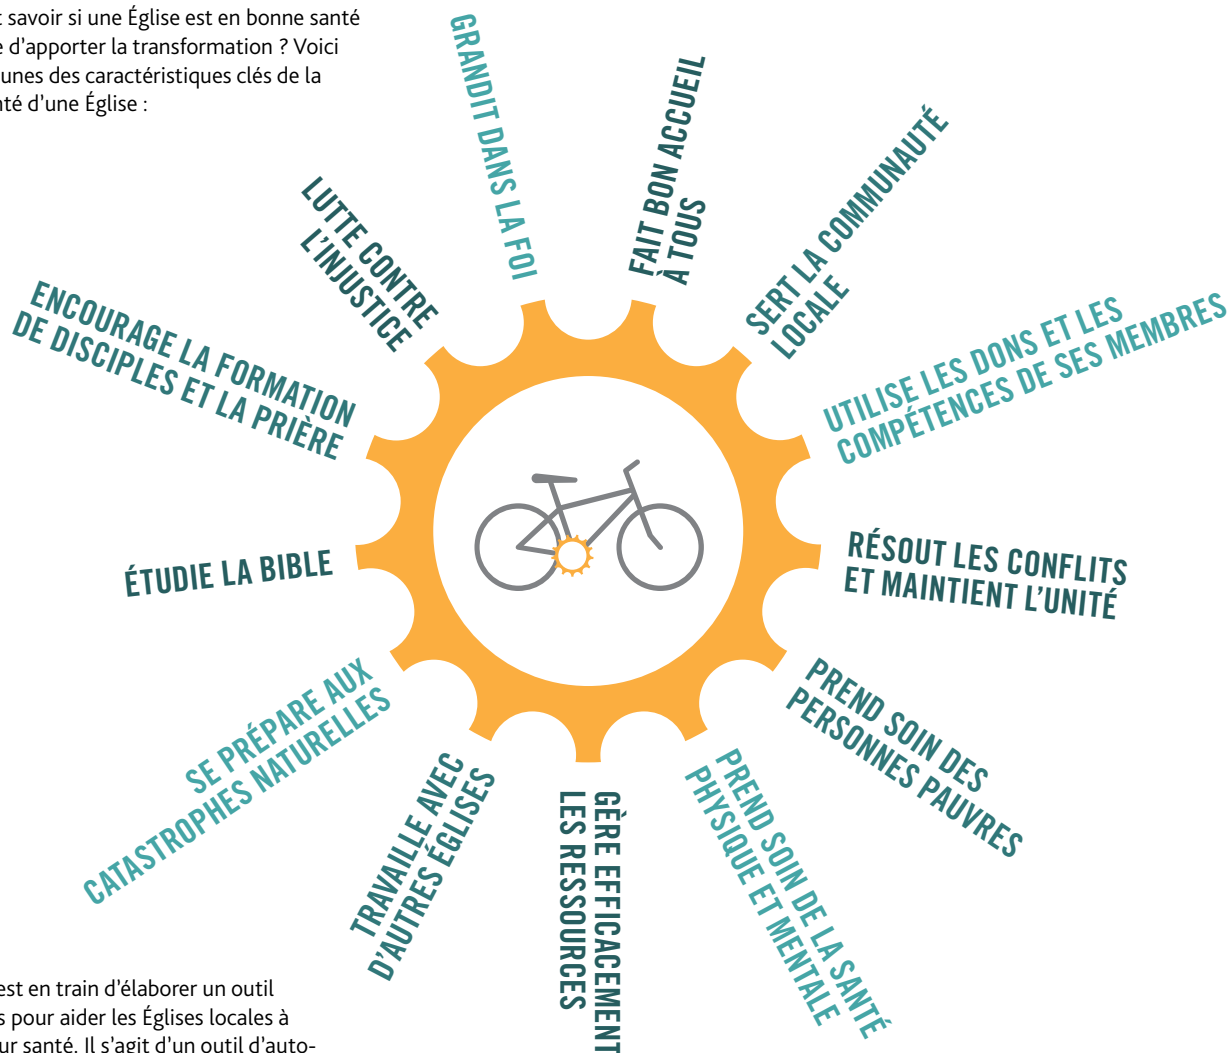 t savoir si une Église est en bonne santé
e d'apporter la transformation ? Voici
unes des caractéristiques clés de la
nté d'une Église :
GRANDIT DANS LA FOI
FAIT BON ACCUEIL
À TOUS
SERT LA COMMUNAUTÉ
LOCALE
UTILISE LES DONS ET LES
COMPÉTENCES DE SES MEMBRES
RÉSOUT LES CONFLITS
ET MAINTIENT L'UNITÉ
PREND SOIN DES
PERSONNES PAUVRES
PREND SOIN DE LA SANTÉ
PHYSIQUE ET MENTALE
GÈRE EFFICACEMENT
LES RESSOURCES
TRAVAILLE AVEC
D'AUTRES ÉGLISES
SE PRÉPARE AUX
CATASTROPHES NATURELLES
ÉTUDIE LA BIBLE
ENCOURAGE LA FORMATION
DE DISCIPLES ET LA PRIÈRE
LUTTE CONTRE
L'INJUSTICE
est en train d'élaborer un outil
s pour aider les Églises locales à
ur santé. Il s'agit d'un outil d'auto-